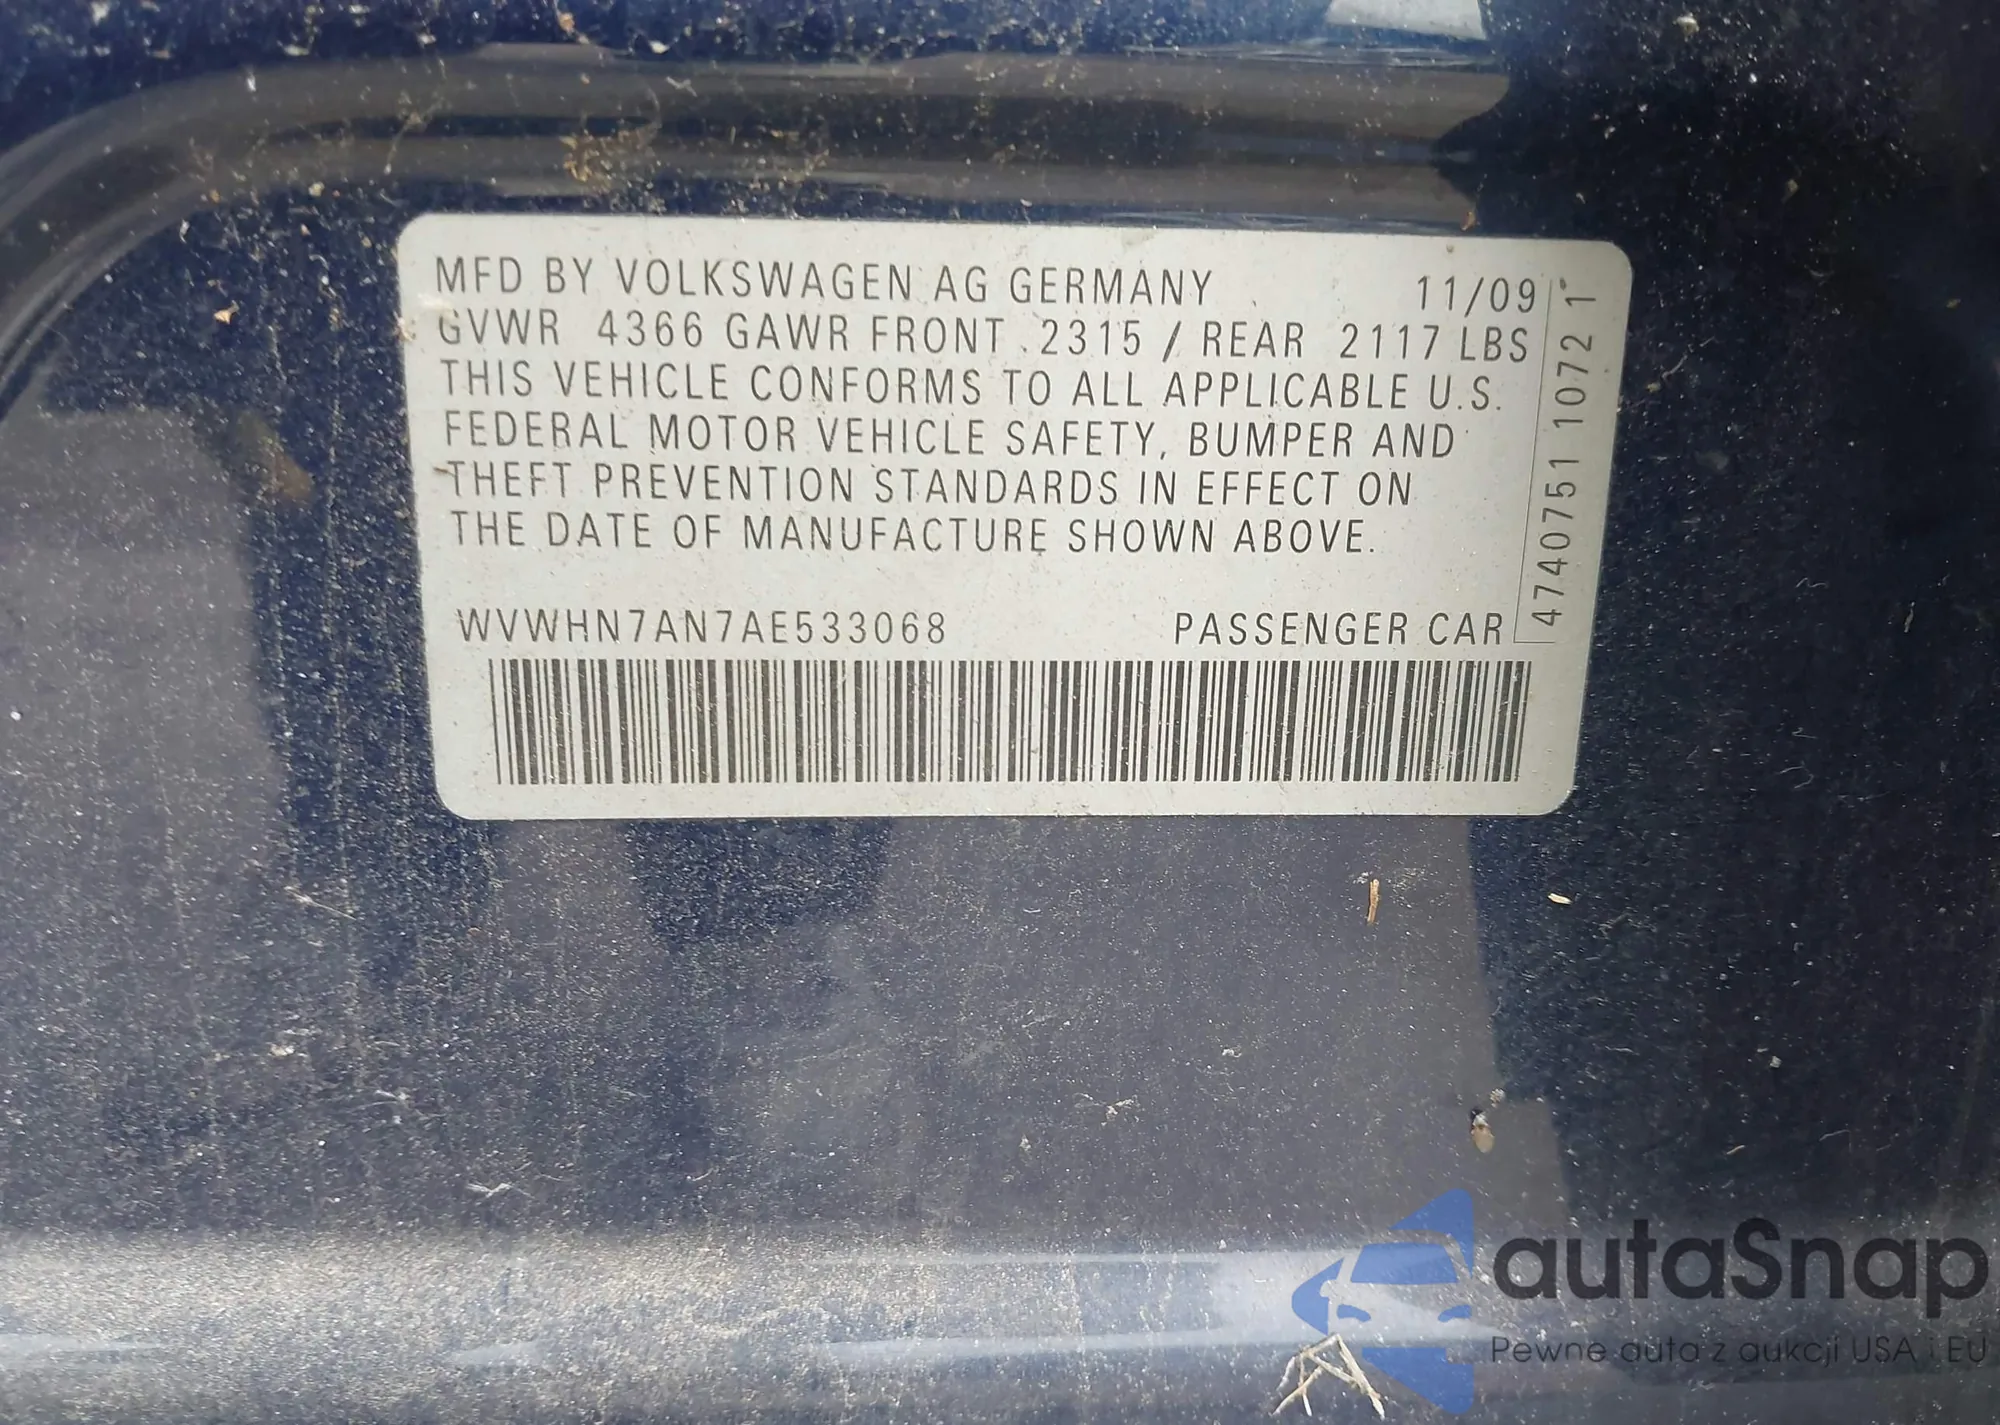 MFD BY VOLKSWAGEN AG GERMANY 11/09
GVWR 4366 GAWR FRONT 2315 / REAR 2117 LBS
THIS VEHICLE CONFORMS TO ALL APPLICABLE U.S.
FEDERAL MOTOR VEHICLE SAFETY, BUMPER AND
THEFT PREVENTION STANDARDS IN EFFECT ON
THE DATE OF MANUFACTURE SHOWN ABOVE.
WVWHN7AN7AE533068 PASSENGER CAR
4740751 1072 1
autaSnap
Pewne auta z aukcji USA i EU